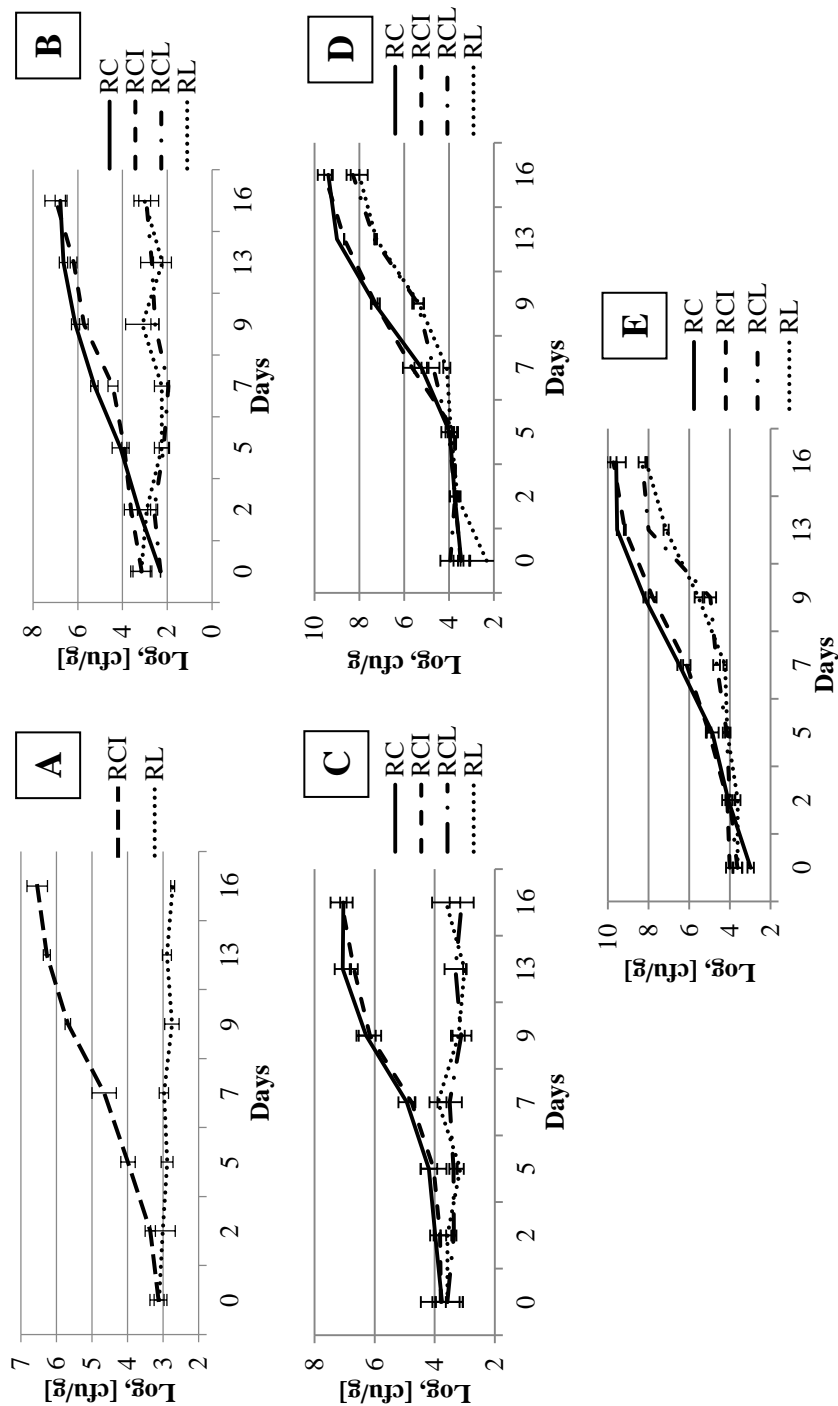 A
Log, [cfu/g]
7
6
5
4
3
2
0 2 5 7 9 13 16
Days
RCI
RL
B
Log, [cfu/g]
8
6
4
2
0
0 2 5 7 9 13 16
Days
RC
RCI
RCL
RL
C
Log, [cfu/g]
8
6
4
2
0 2 5 7 9 13 16
Days
RC
RCI
RCL
RL
D
Log, cfu/g
10
8
6
4
2
0 2 5 7 9 13 16
RC
RCI
RCL
RL
E
Log, [cfu/g]
10
8
6
4
2
0 2 5 7 9 13 16
Days
RC
RCI
RCL
RL